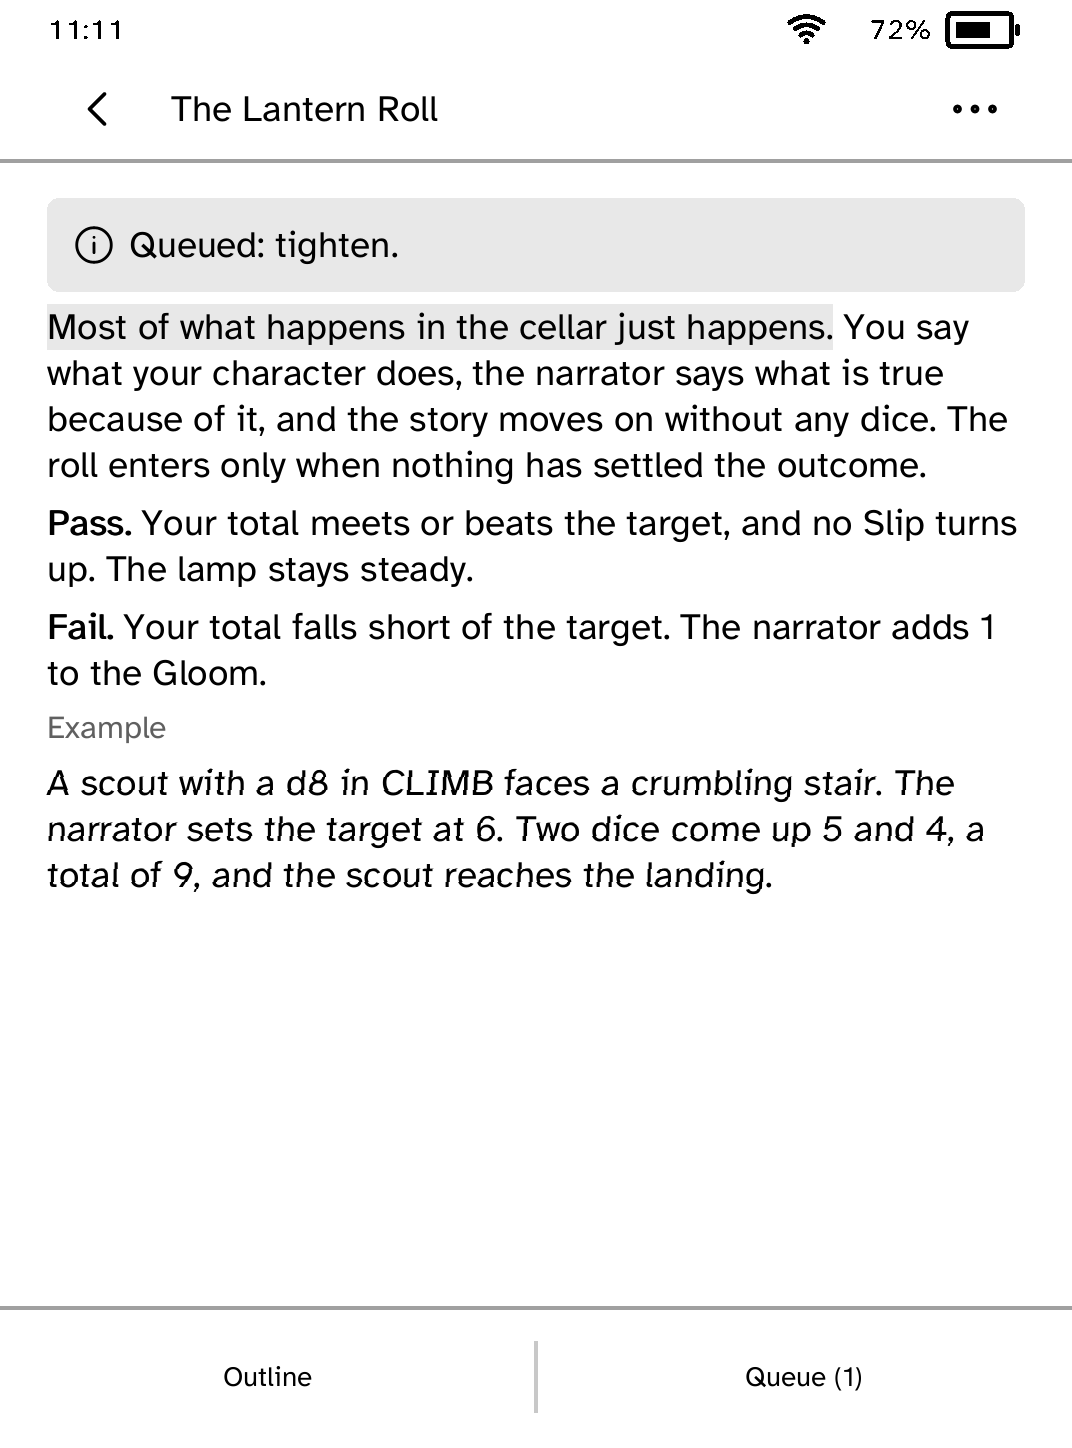 11:11
72%
The Lantern Roll
Queued: tighten.
Most of what happens in the cellar just happens. You say
what your character does, the narrator says what is true
because of it, and the story moves on without any dice. The
roll enters only when nothing has settled the outcome.
Pass. Your total meets or beats the target, and no Slip turns
up. The lamp stays steady.
Fail. Your total falls short of the target. The narrator adds 1
to the Gloom.
Example
A scout with a d8 in CLIMB faces a crumbling stair. The
narrator sets the target at 6. Two dice come up 5 and 4, a
total of 9, and the scout reaches the landing.
Outline
Queue (1)